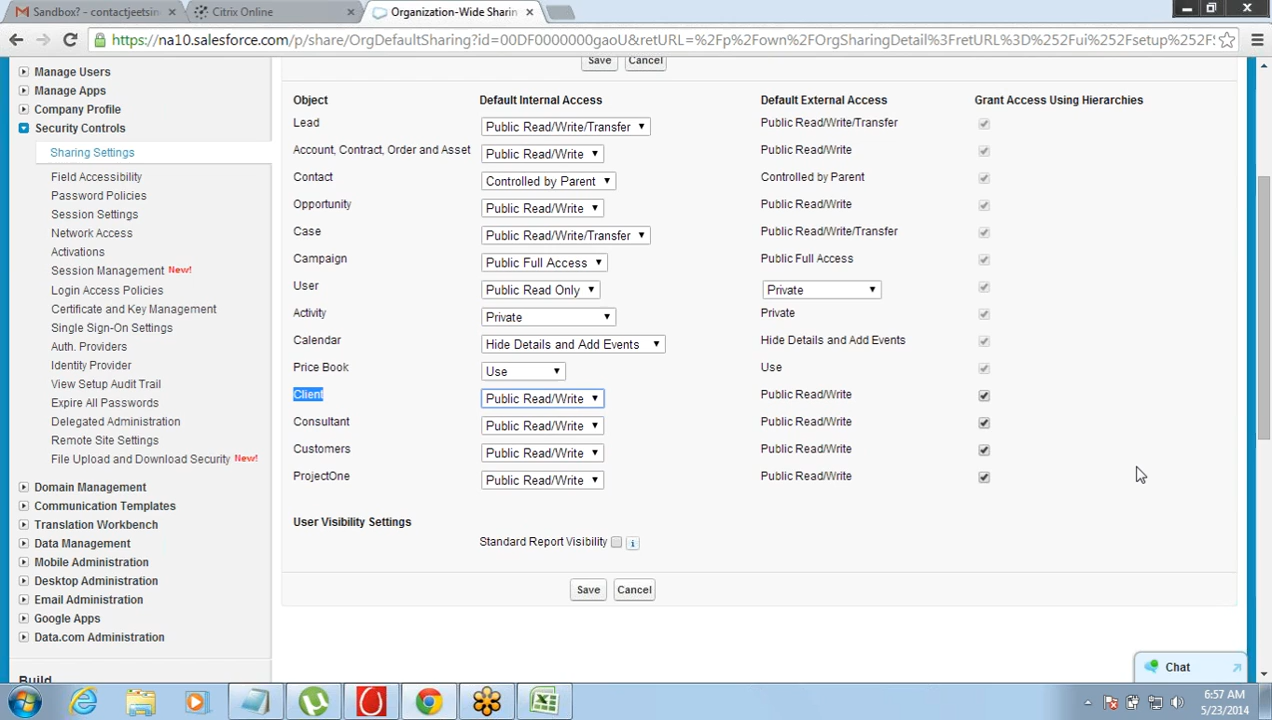 Sandbox? - contactjeetsin
Citrix Online
Organization-Wide Sharin
https://na10.salesforce.com/p/share/OrgDefaultSharing?id=00DF0000000gaoU&retURL=%2Fp%2Fown%2FOrgSharingDetail%3FretURL%3D%252Fui%252Fsetup%252FS
Manage Users
Manage Apps
Company Profile
Security Controls
Sharing Settings
Field Accessibility
Password Policies
Session Settings
Network Access
Activations
Session Management New!
Login Access Policies
Certificate and Key Management
Single Sign-On Settings
Auth. Providers
Identity Provider
View Setup Audit Trail
Expire All Passwords
Delegated Administration
Remote Site Settings
File Upload and Download Security New!
Domain Management
Communication Templates
Translation Workbench
Data Management
Mobile Administration
Desktop Administration
Email Administration
Google Apps
Data.com Administration
Build
Save Cancel
Object Default Internal Access Default External Access Grant Access Using Hierarchies
Lead Public Read/Write/Transfer Public Read/Write/Transfer
Account, Contract, Order and Asset Public Read/Write Public Read/Write
Contact Controlled by Parent Controlled by Parent
Opportunity Public Read/Write Public Read/Write
Case Public Read/Write/Transfer Public Read/Write/Transfer
Campaign Public Full Access Public Full Access
User Public Read Only Private
Activity Private Private
Calendar Hide Details and Add Events Hide Details and Add Events
Price Book Use Use
Client Public Read/Write Public Read/Write
Consultant Public Read/Write Public Read/Write
Customers Public Read/Write Public Read/Write
ProjectOne Public Read/Write Public Read/Write
User Visibility Settings
Standard Report Visibility i
Save Cancel
Chat
6:57 AM
5/23/2014